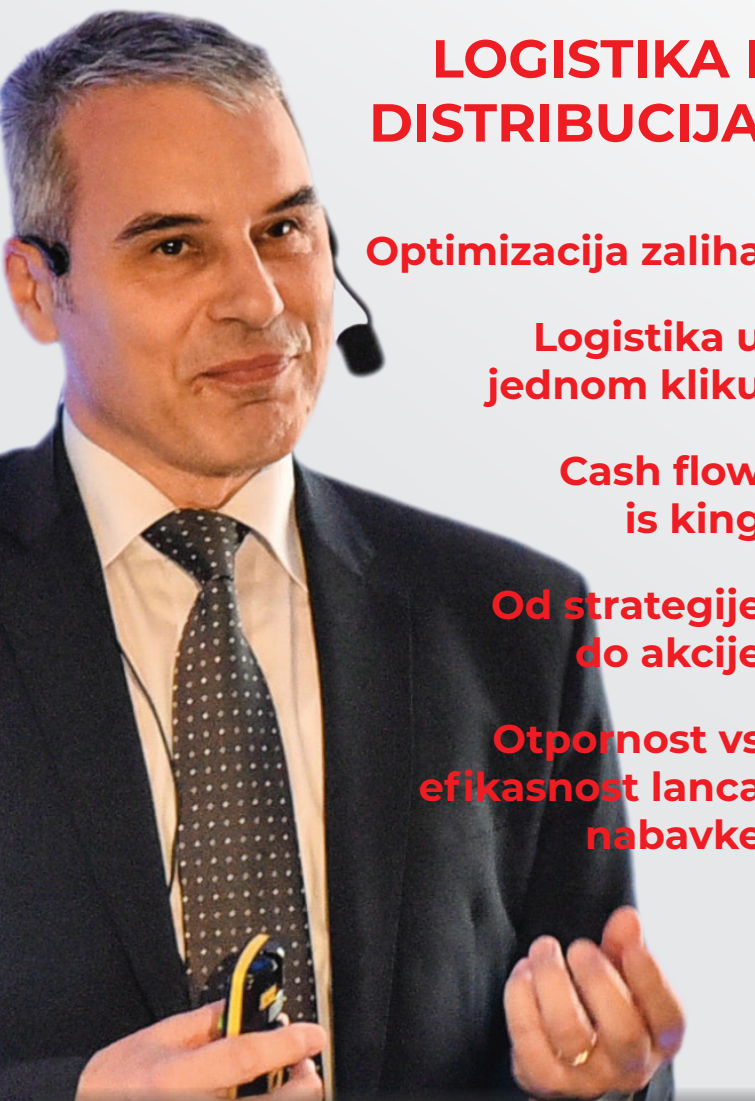 LOGISTIKA I
DISTRIBUCIJA
Optimizacija zaliha
Logistika u
jednom kliku
Cash flow
is king
Od strategije
do akcije
Otpornost vs
efikasnost lanca
nabavke